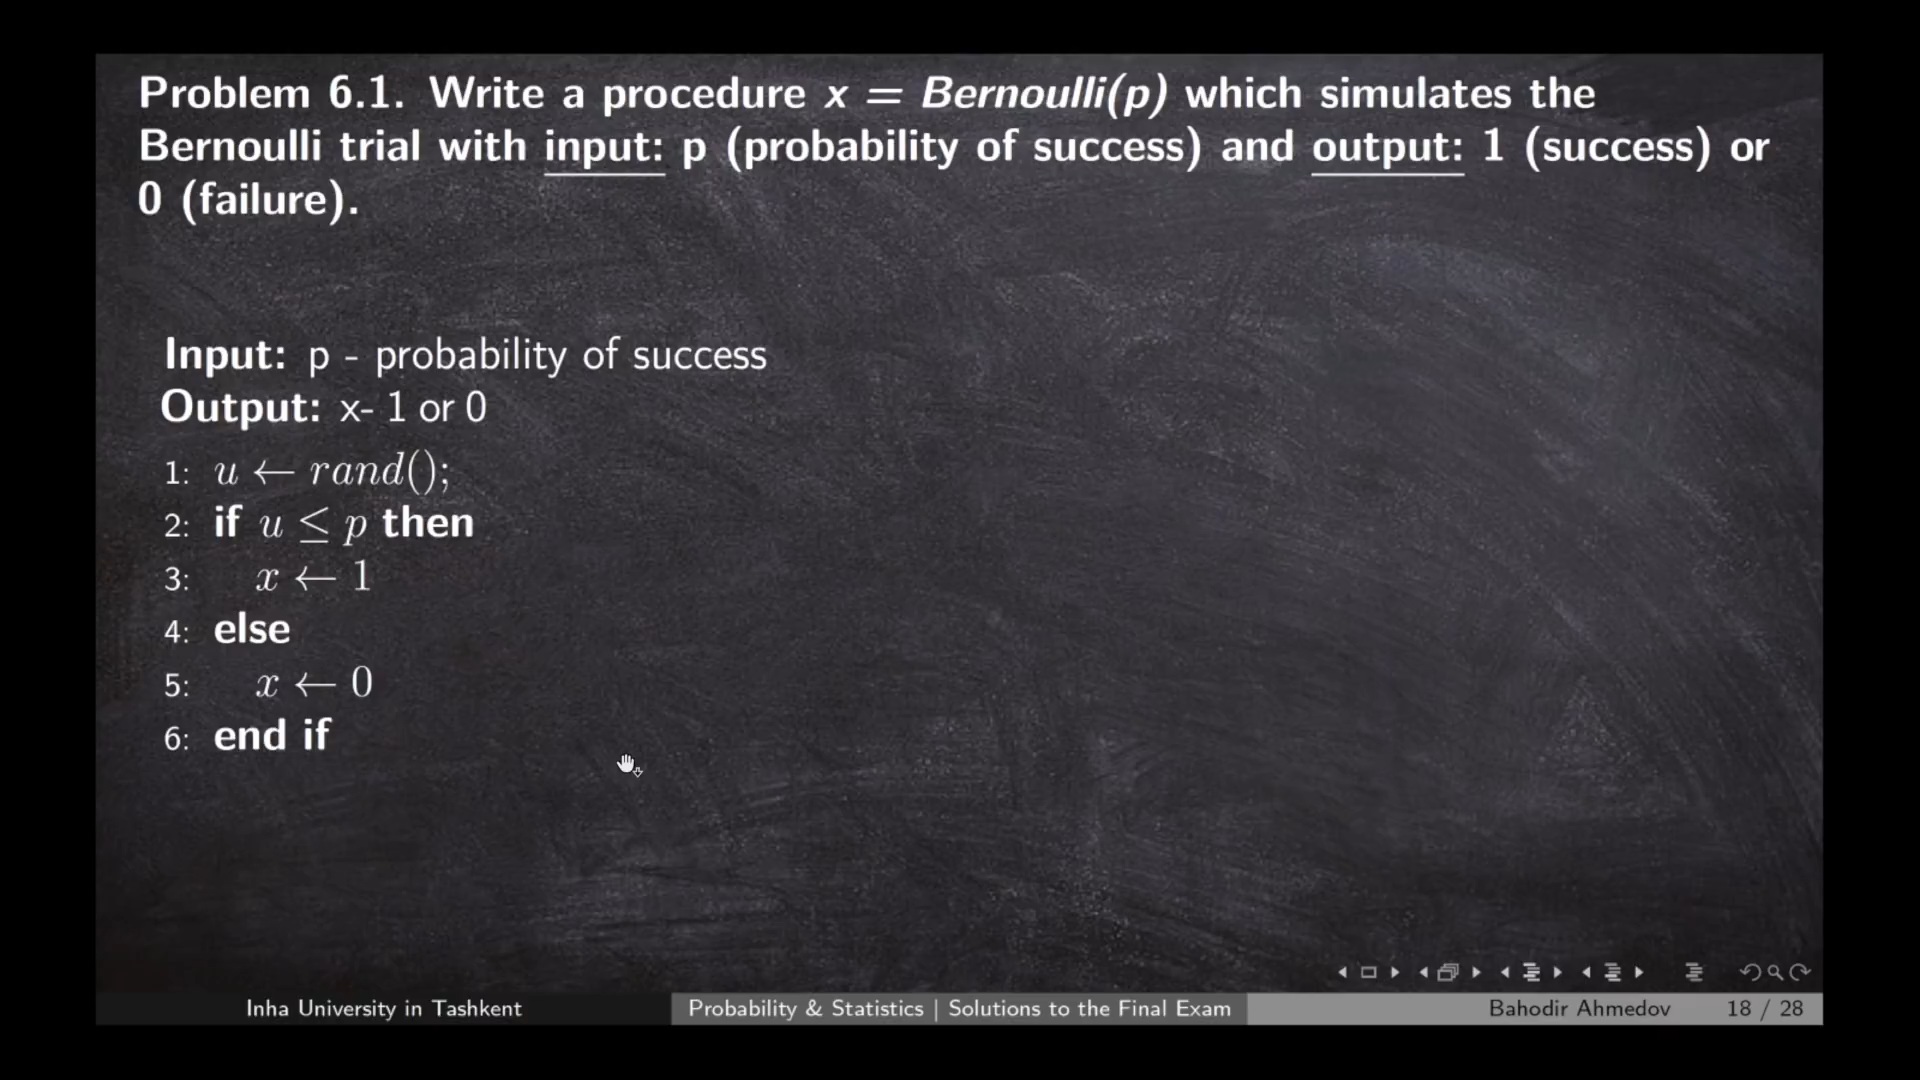 Problem 6.1. Write a procedure x = Bernoulli(p) which simulates the
Bernoulli trial with input: p (probability of success) and output: 1 (success) or
0 (failure).
Input: p - probability of success
Output: x- 1 or 0
1: u ← rand();
2: if u ≤ p then
3: x ← 1
4: else
5: x ← 0
6: end if
Inha University in Tashkent
Probability & Statistics | Solutions to the Final Exam
Bahodir Ahmedov
18 / 28